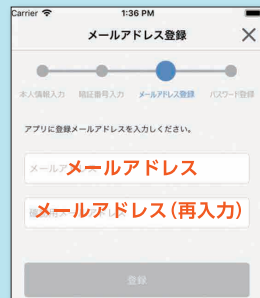 Carrier 1:36 PM
メールアドレス登録
本人情報入力 暗証番号入力 メールアドレス登録 パスワード登録
アプリに登録メールアドレスを入力しください。
メールアドレス
メールアドレス(再入力)
登録